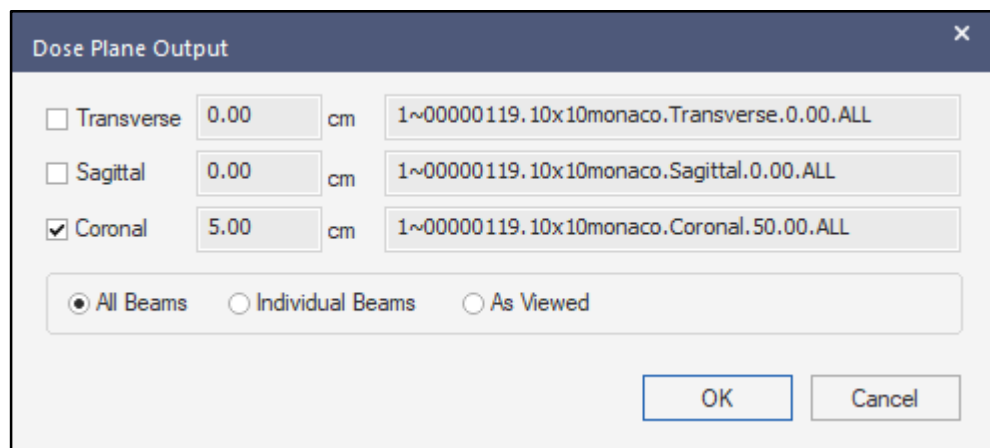 Dose Plane Output
Transverse 0.00 cm 1~00000119.10x10monaco.Transverse.0.00.ALL
Sagittal 0.00 cm 1~00000119.10x10monaco.Sagittal.0.00.ALL
Coronal 5.00 cm 1~00000119.10x10monaco.Coronal.50.00.ALL
All Beams Individual Beams As Viewed
OK Cancel